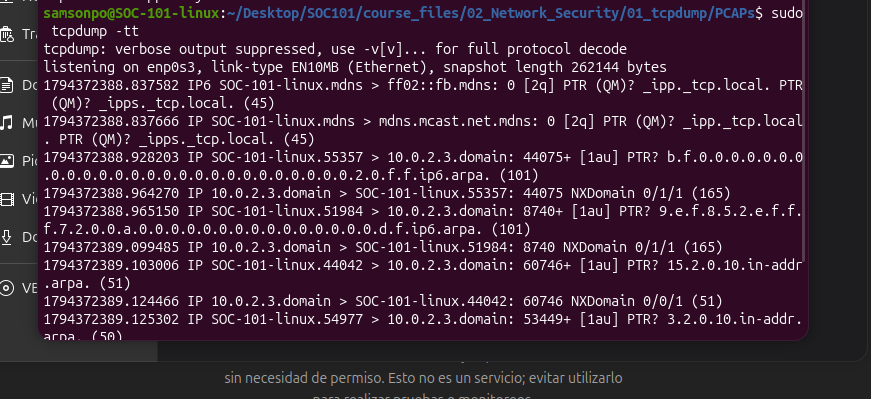 samsonpo@SOC-101-linux:~/Desktop/SOC101/course_files/02_Network_Security/01_tcpdump/PCAPs$ sudo
tcpdump -tt
tcpdump: verbose output suppressed, use -v[v]... for full protocol decode
listening on enp0s3, link-type EN10MB (Ethernet), snapshot length 262144 bytes
1794372388.837582 IP6 SOC-101-linux.mdns > ff02::fb.mdns: 0 [2q] PTR (QM)? _ipp._tcp.local. PTR
(QM)? _ipps._tcp.local. (45)
1794372388.837666 IP SOC-101-linux.mdns > mdns.mcast.net.mdns: 0 [2q] PTR (QM)? _ipp._tcp.local
. PTR (QM)? _ipps._tcp.local. (45)
1794372388.928203 IP SOC-101-linux.55357 > 10.0.2.3.domain: 44075+ [1au] PTR? b.f.0.0.0.0.0.0.0
.0.0.0.0.0.0.0.0.0.0.0.0.0.0.0.0.0.0.0.2.0.f.f.ip6.arpa. (101)
1794372388.964270 IP 10.0.2.3.domain > SOC-101-linux.55357: 44075 NXDomain 0/1/1 (165)
1794372388.965150 IP SOC-101-linux.51984 > 10.0.2.3.domain: 8740+ [1au] PTR? 9.e.f.8.5.2.e.f.f.
f.7.2.0.0.a.0.0.0.0.0.0.0.0.0.0.0.0.0.0.0.d.f.ip6.arpa. (101)
1794372389.099485 IP 10.0.2.3.domain > SOC-101-linux.51984: 8740 NXDomain 0/1/1 (165)
1794372389.103006 IP SOC-101-linux.44042 > 10.0.2.3.domain: 60746+ [1au] PTR? 15.2.0.10.in-addr
.arpa. (51)
1794372389.124466 IP 10.0.2.3.domain > SOC-101-linux.44042: 60746 NXDomain 0/0/1 (51)
1794372389.125302 IP SOC-101-linux.54977 > 10.0.2.3.domain: 53449+ [1au] PTR? 3.2.0.10.in-addr.
arpa. (50)
Tra
Do
Mu
Pic
Vi
Do
VB
sin necesidad de permiso. Esto no es un servicio; evitar utilizarlo
para realizar pruebas o monitoreos